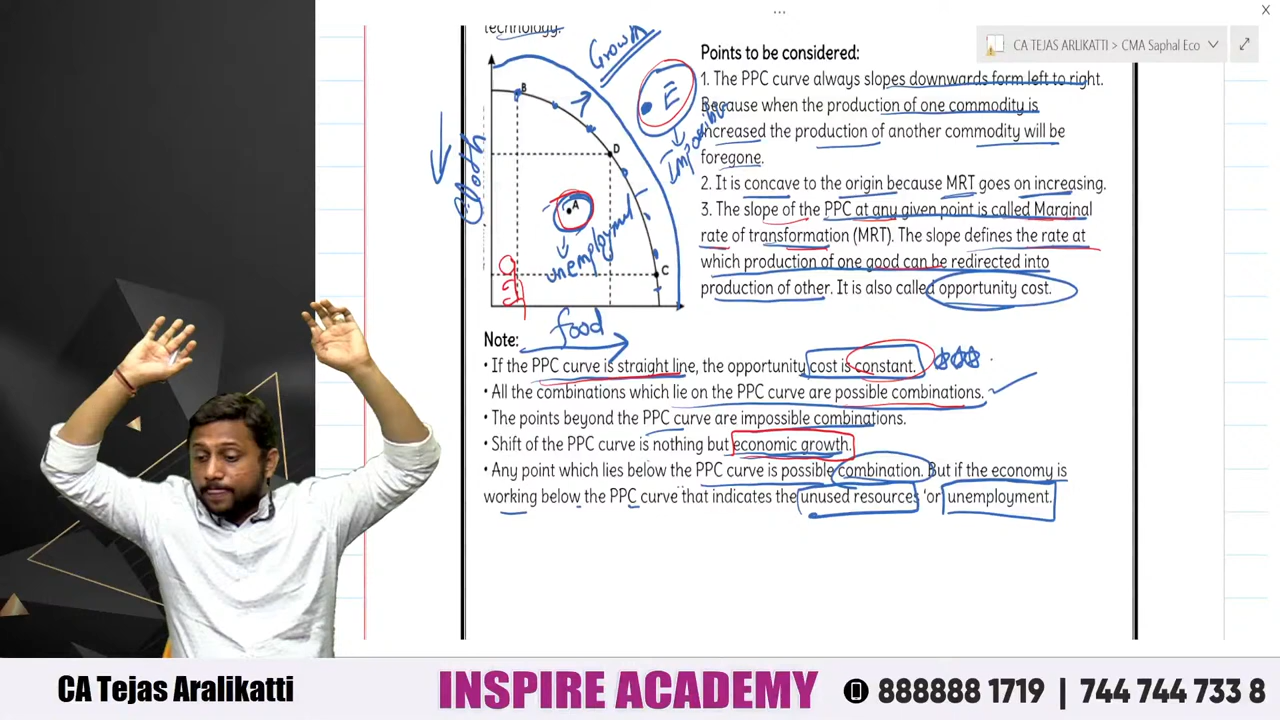 ...
X
technology.
CA TEJAS ARLIKATTI > CMA Saphal Eco
Growth
Points to be considered:
1. The PPC curve always slopes downwards form left to right.
Because when the production of one commodity is
increased the production of another commodity will be
foregone.
2. It is concave to the origin because MRT goes on increasing.
3. The slope of the PPC at any given point is called Marginal
rate of transformation (MRT). The slope defines the rate at
which production of one good can be redirected into
production of other. It is also called opportunity cost.
B
E
Impossible
D
Cloth
A
unemployment
C
food
Note:
• If the PPC curve is straight line, the opportunity cost is constant.
• All the combinations which lie on the PPC curve are possible combinations.
• The points beyond the PPC curve are impossible combinations.
• Shift of the PPC curve is nothing but economic growth.
• Any point which lies below the PPC curve is possible combination. But if the economy is
working below the PPC curve that indicates the unused resources 'or' unemployment.
CA Tejas Aralikatti
INSPIRE ACADEMY
888888 1719 | 744 744 733 8